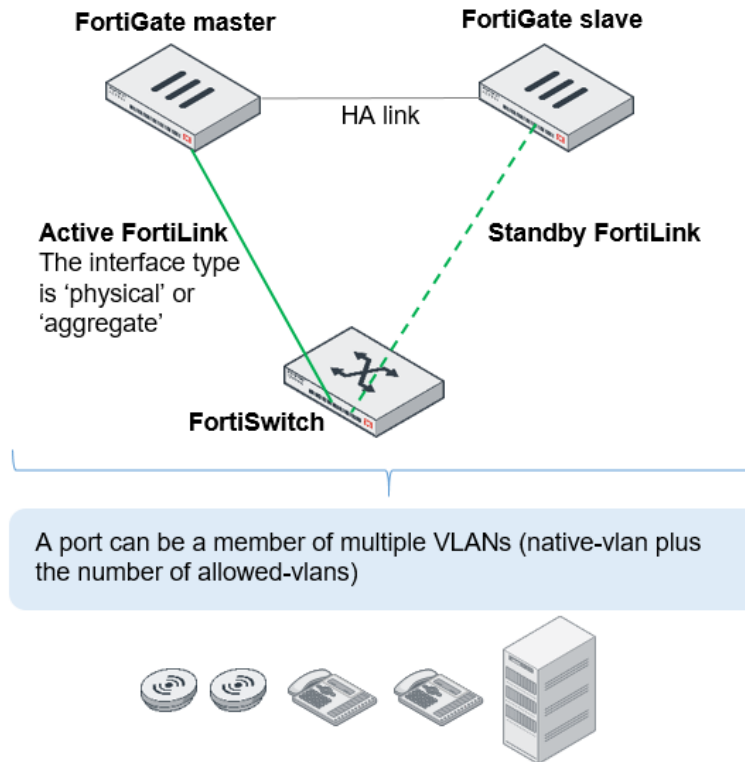 FortiGate master
FortiGate slave
HA link
Active FortiLink
The interface type
is ‘physical’ or
‘aggregate’
Standby FortiLink
FortiSwitch
A port can be a member of multiple VLANs (native-vlan plus
the number of allowed-vlans)